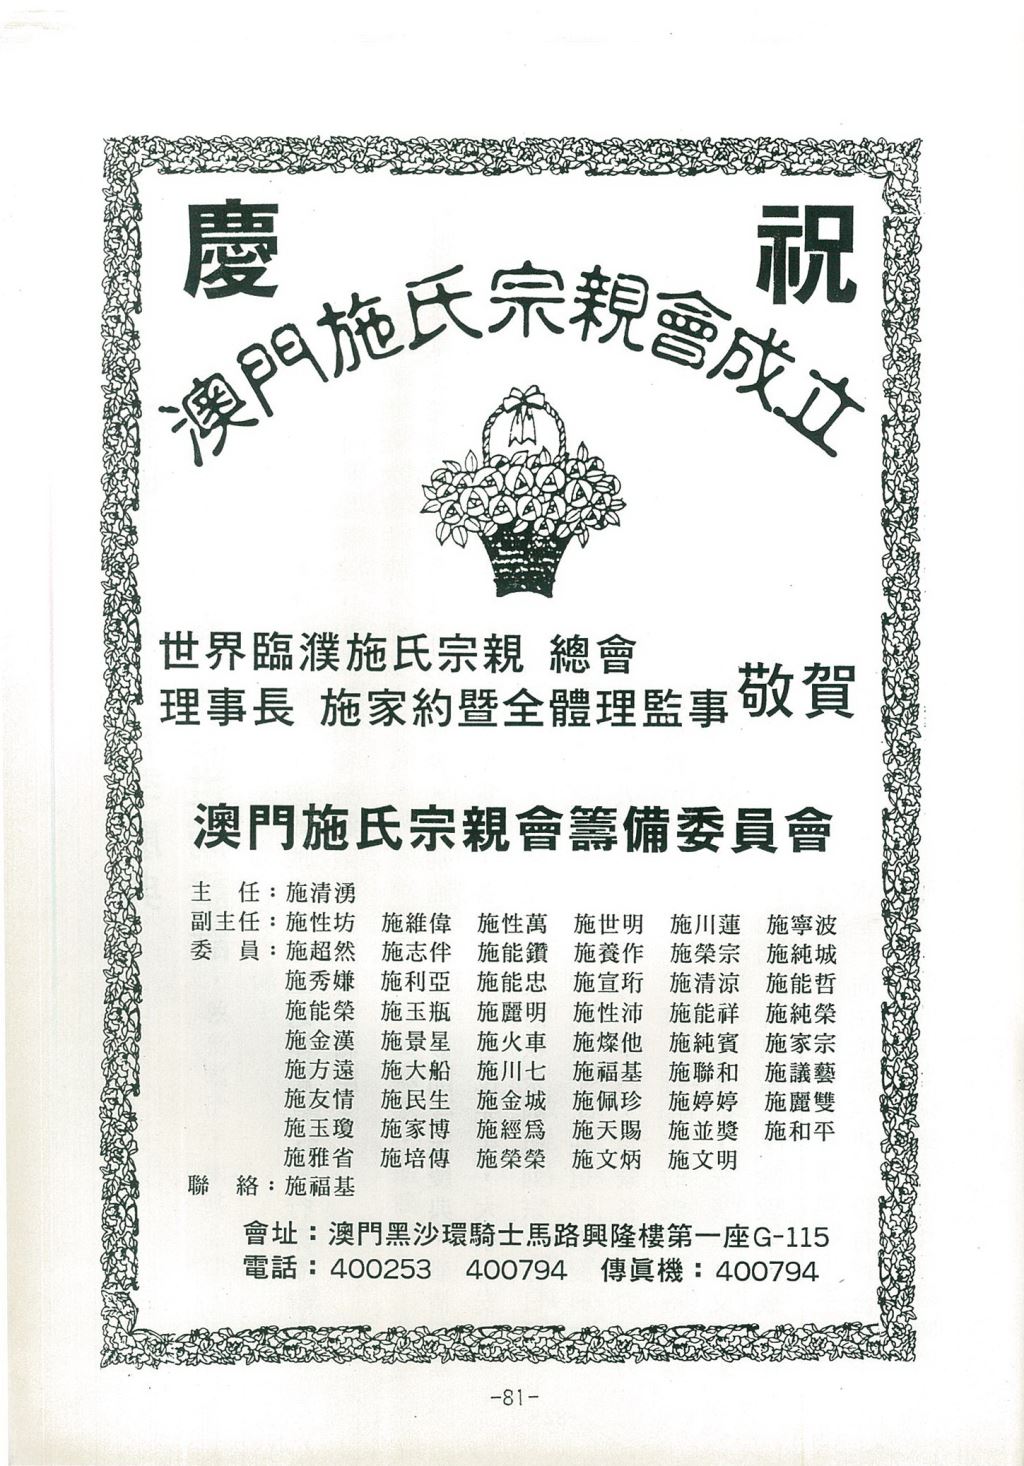 慶祝
澳門施氏宗親會成立
世界臨濮施氏宗親 總會
理事長 施家約暨全體理監事 敬賀
澳門施氏宗親會籌備委員會
主 任：施清湧
副主任：施性坊 施維偉 施性萬 施世明 施川蓮 施寧波
委 員：施超然 施志伴 施能鑽 施養作 施榮宗 施純城
施秀嫌 施利亞 施能忠 施宣珩 施清涼 施能哲
施能榮 施玉瓶 施麗明 施性沛 施能祥 施純榮
施金漢 施景星 施火車 施燦他 施純賓 施家宗
施方遠 施大船 施川七 施福基 施聯和 施議藝
施友情 施民生 施金城 施佩珍 施婷婷 施麗雙
施玉瓊 施家博 施經爲 施天賜 施並獎 施和平
施雅省 施培傳 施榮榮 施文炳 施文明
聯 絡：施福基
會址：澳門黑沙環騎士馬路興隆樓第一座G-115
電話：400253 400794 傳眞機：400794
-81-